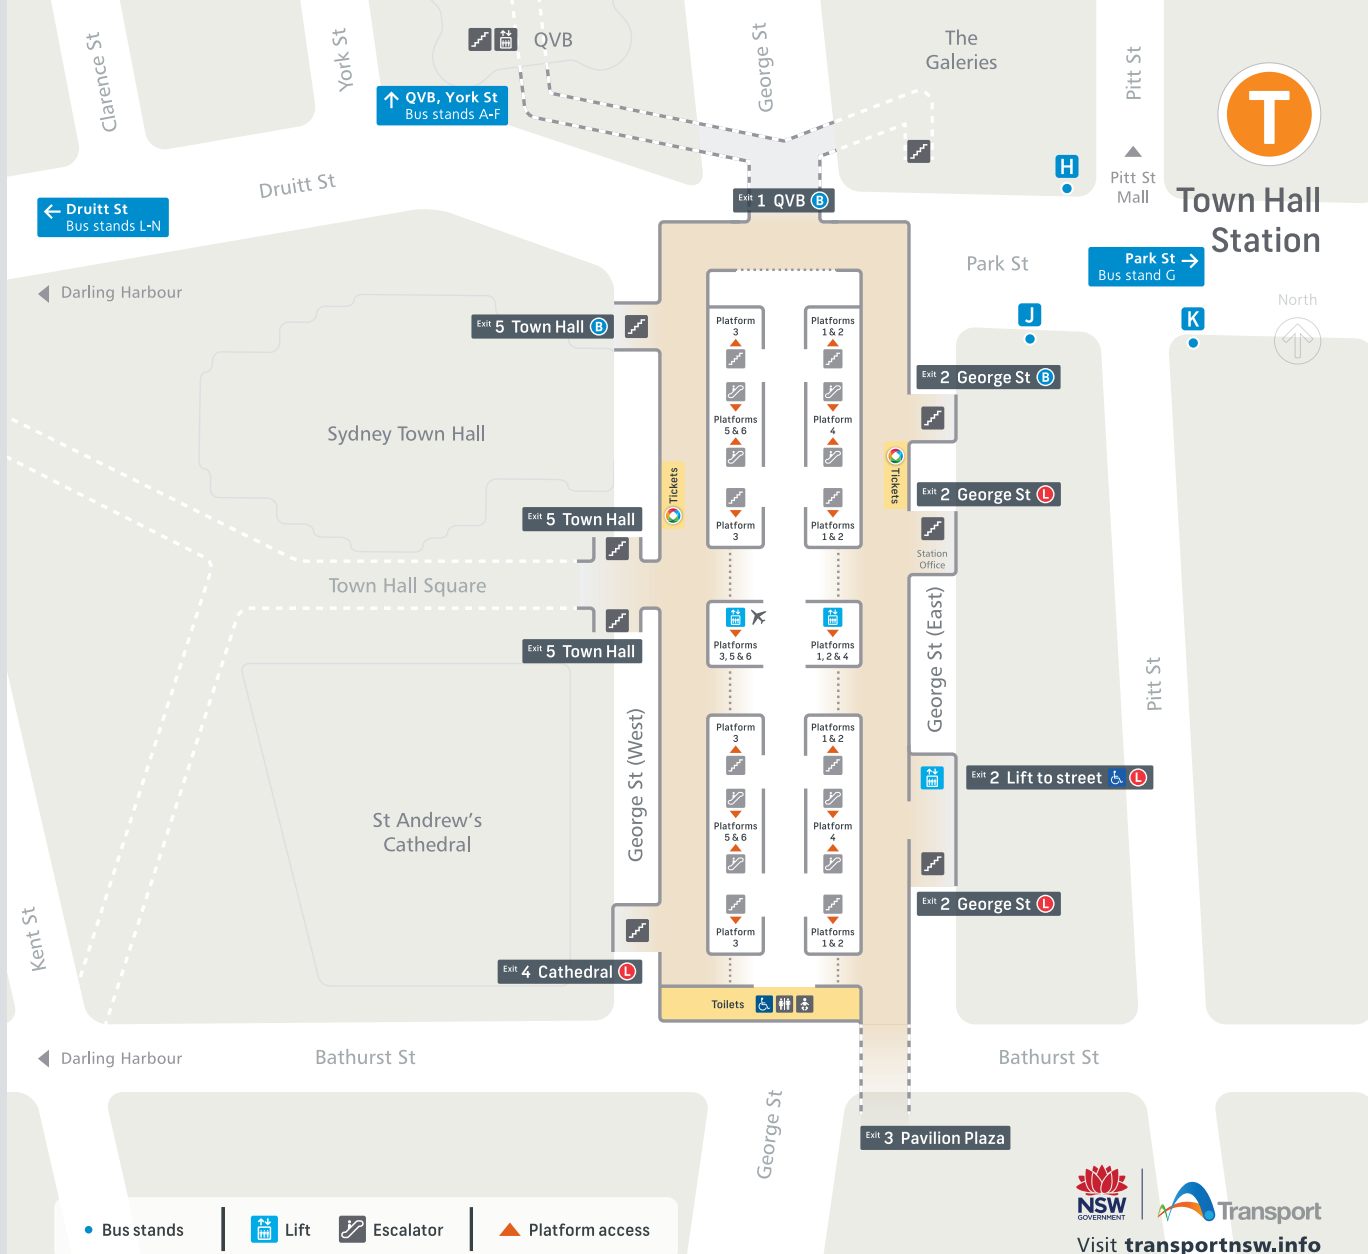 Clarence St
York St
QVB
George St
The
Galeries
Pitt St
↑ QVB, York St
Bus stands A-F
T
Town Hall
Station
H
Pitt St
Mall
Druitt St
← Druitt St
Bus stands L-N
Exit 1 QVB B
Park St
Park St →
Bus stand G
Darling Harbour
North
J
K
Exit 5 Town Hall B
Platform
3
Platforms
1 & 2
Exit 2 George St B
Platforms
5 & 6
Platform
4
Sydney Town Hall
Tickets
Tickets
Exit 2 George St L
Exit 5 Town Hall
Platform
3
Platforms
1 & 2
Station
Office
Town Hall Square
Platforms
3, 5 & 6
Platforms
1, 2 & 4
Exit 5 Town Hall
George St (East)
Pitt St
Platform
3
Platforms
1 & 2
George St (West)
Exit 2 Lift to street L
St Andrew's
Cathedral
Platforms
5 & 6
Platform
4
Exit 2 George St L
Kent St
Platform
3
Platforms
1 & 2
Exit 4 Cathedral L
Toilets
Darling Harbour
Bathurst St
Bathurst St
George St
Exit 3 Pavilion Plaza
Bus stands
Lift
Escalator
Platform access
NSW
GOVERNMENT
Transport
Visit transportnsw.info